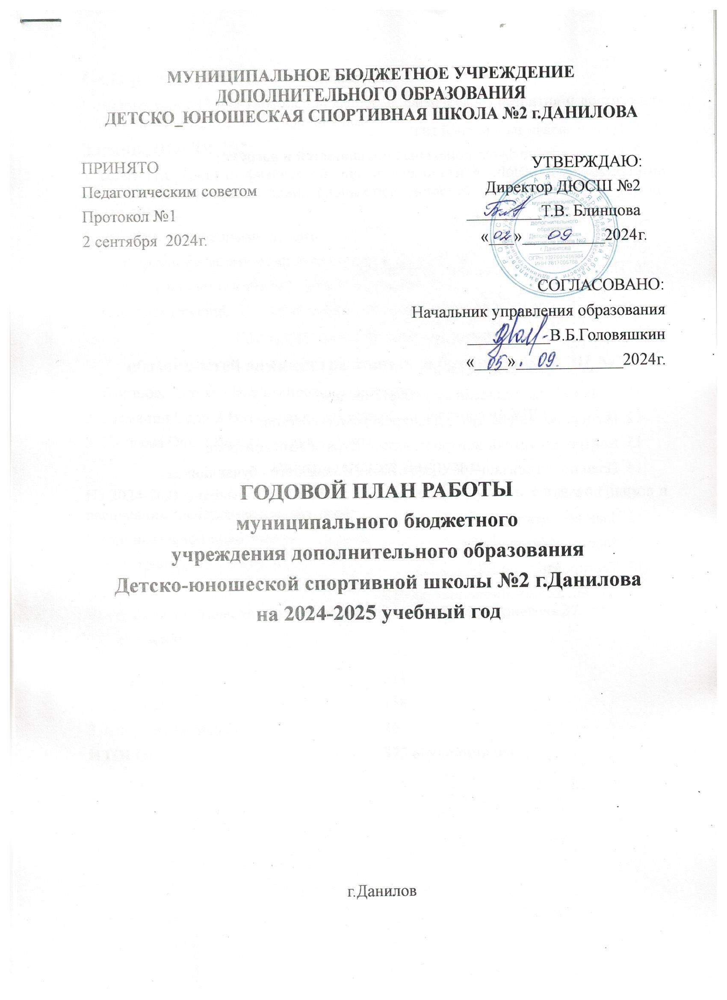 МУНИЦИПАЛЬНОЕ БЮДЖЕТНОЕ УЧРЕЖДЕНИЕ
ДОПОЛНИТЕЛЬНОГО ОБРАЗОВАНИЯ
ДЕТСКО_ЮНОШЕСКАЯ СПОРТИВНАЯ ШКОЛА №2 г.ДАНИЛОВА
ПРИНЯТО
Педагогическим советом
Протокол №1
2 сентября 2024г.
УТВЕРЖДАЮ:
Директор ДЮСШ №2
Т.В. Блинцова
«02» 09 2024г.
муниципальное
бюджетное
учреждение
дополнительного
образования
Детско-юношеская
спортивная школа №2
г. Данилова
ОГРН 1027601456904
ИНН 7617005788
СОГЛАСОВАНО:
Начальник управления образования
В.Б.Головяшкин
«05» 09. 2024г.
ГОДОВОЙ ПЛАН РАБОТЫ
муниципального бюджетного
учреждения дополнительного образования
Детско-юношеской спортивной школы №2 г.Данилова
на 2024-2025 учебный год
г.Данилов